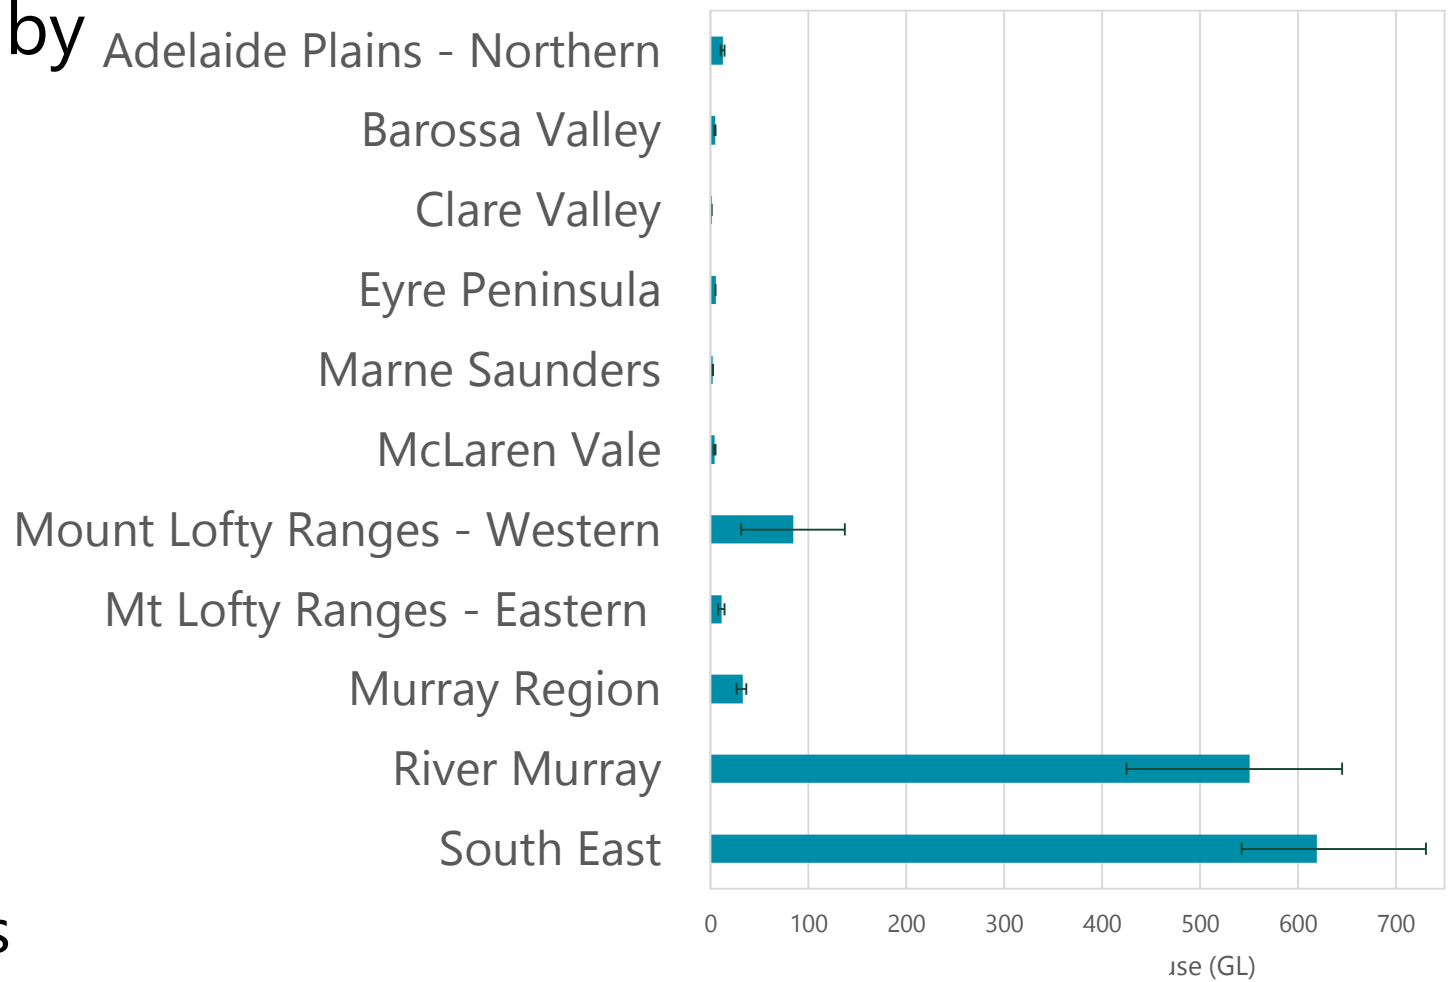 by
Adelaide Plains - Northern
Barossa Valley
Clare Valley
Eyre Peninsula
Marne Saunders
McLaren Vale
Mount Lofty Ranges - Western
Mt Lofty Ranges - Eastern
Murray Region
River Murray
South East
s
0 100 200 300 400 500 600 700
(GL)